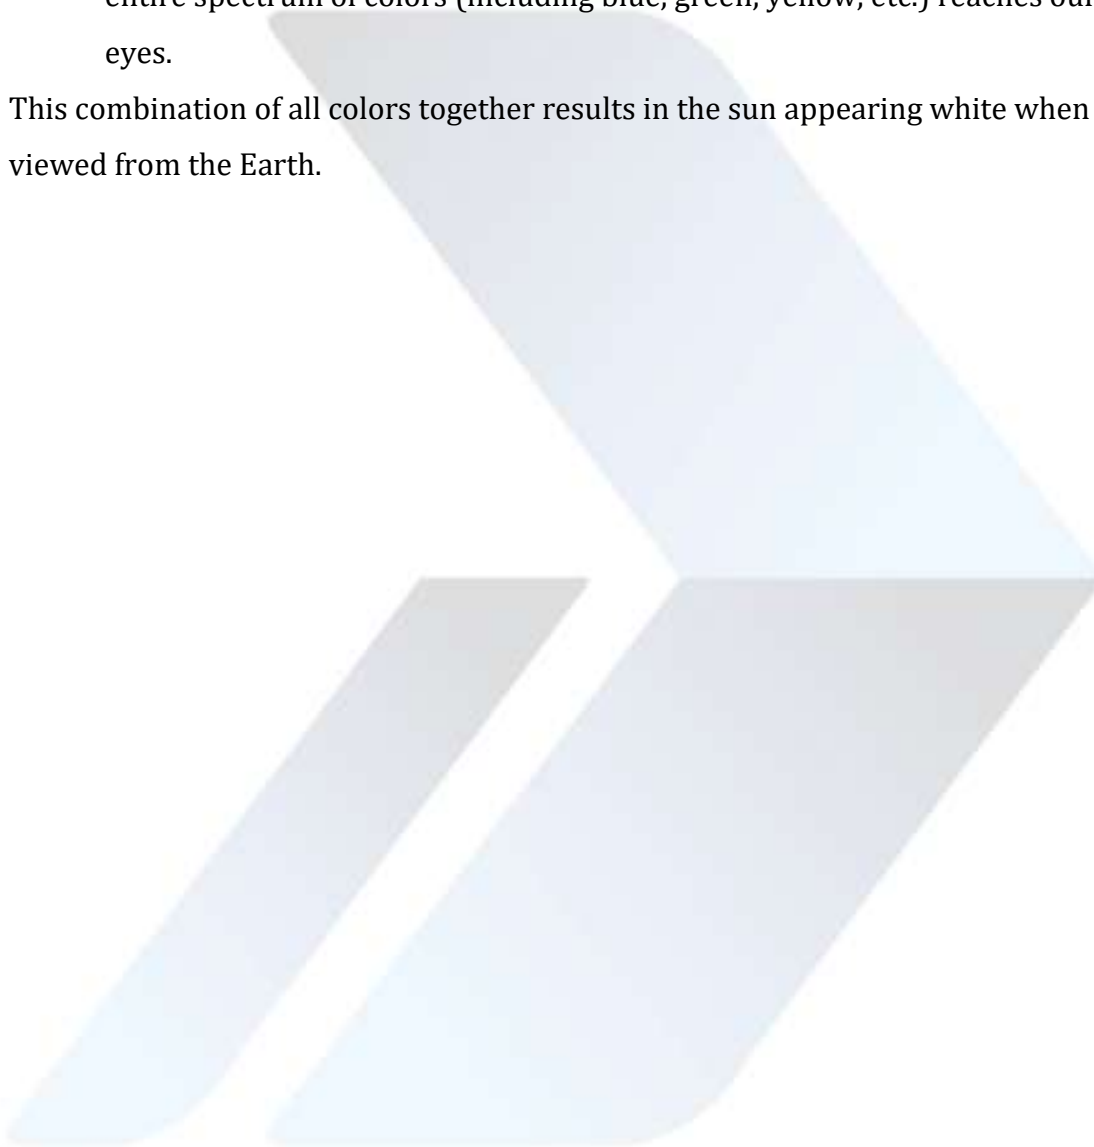 entire spectrum of colors (including blue, green, yellow, etc.) reaches our
eyes.
This combination of all colors together results in the sun appearing white when
viewed from the Earth.